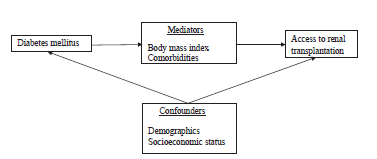 Diabetes mellitus
Mediators
Body mass index
Comorbidities
Access to renal
transplantation
Confounders
Demographics
Socioeconomic status